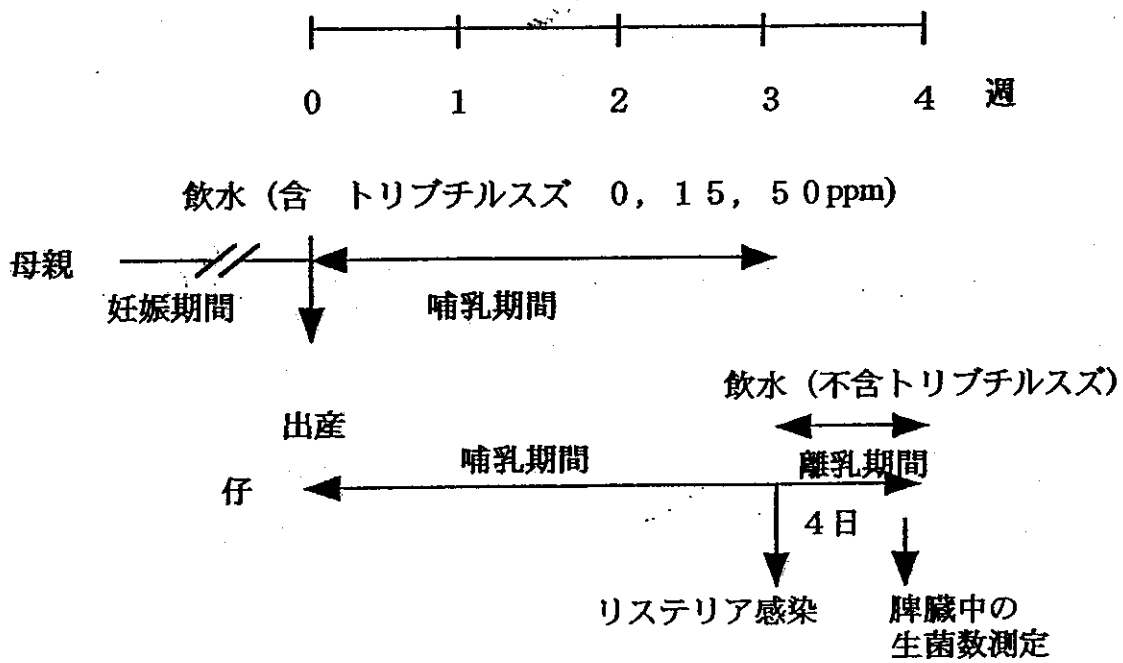 0 1 2 3 4 週
飲水 (含 トリブチルスズ 0, 15, 50ppm)
母親
妊娠期間 哺乳期間
飲水 (不含トリブチルスズ)
出産
哺乳期間 離乳期間
仔
4日
リステリア感染 脾臓中の
生菌数測定